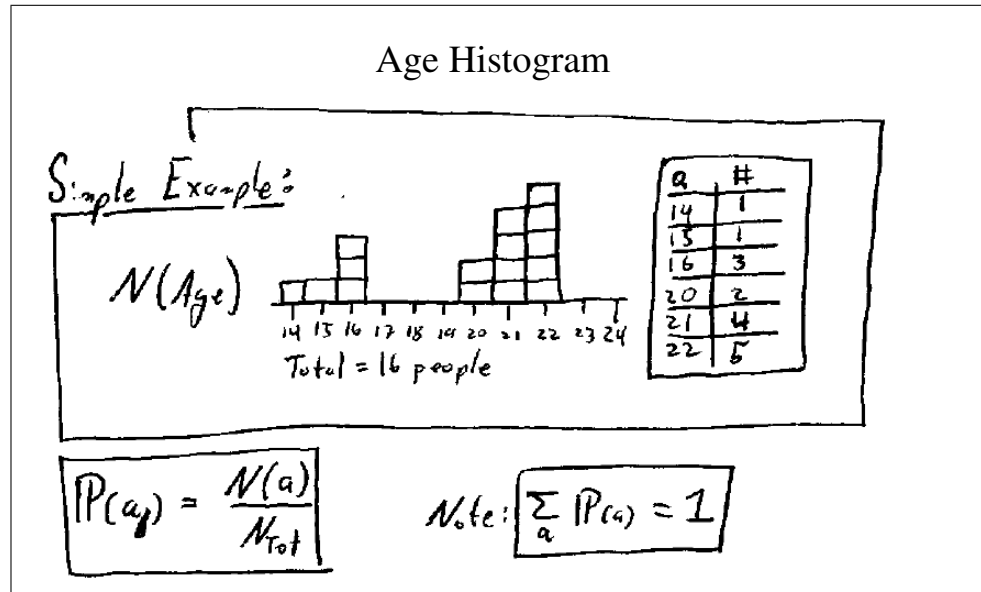 Age Histogram
Simple Example:
N(Age)
14 15 16 17 18 19 20 21 22 23 24
Total = 16 people
a #
14 1
15 1
16 3
20 2
21 4
22 5
ℙ(a) = N(a) / N_Tot
Note: ∑_a ℙ(a) = 1